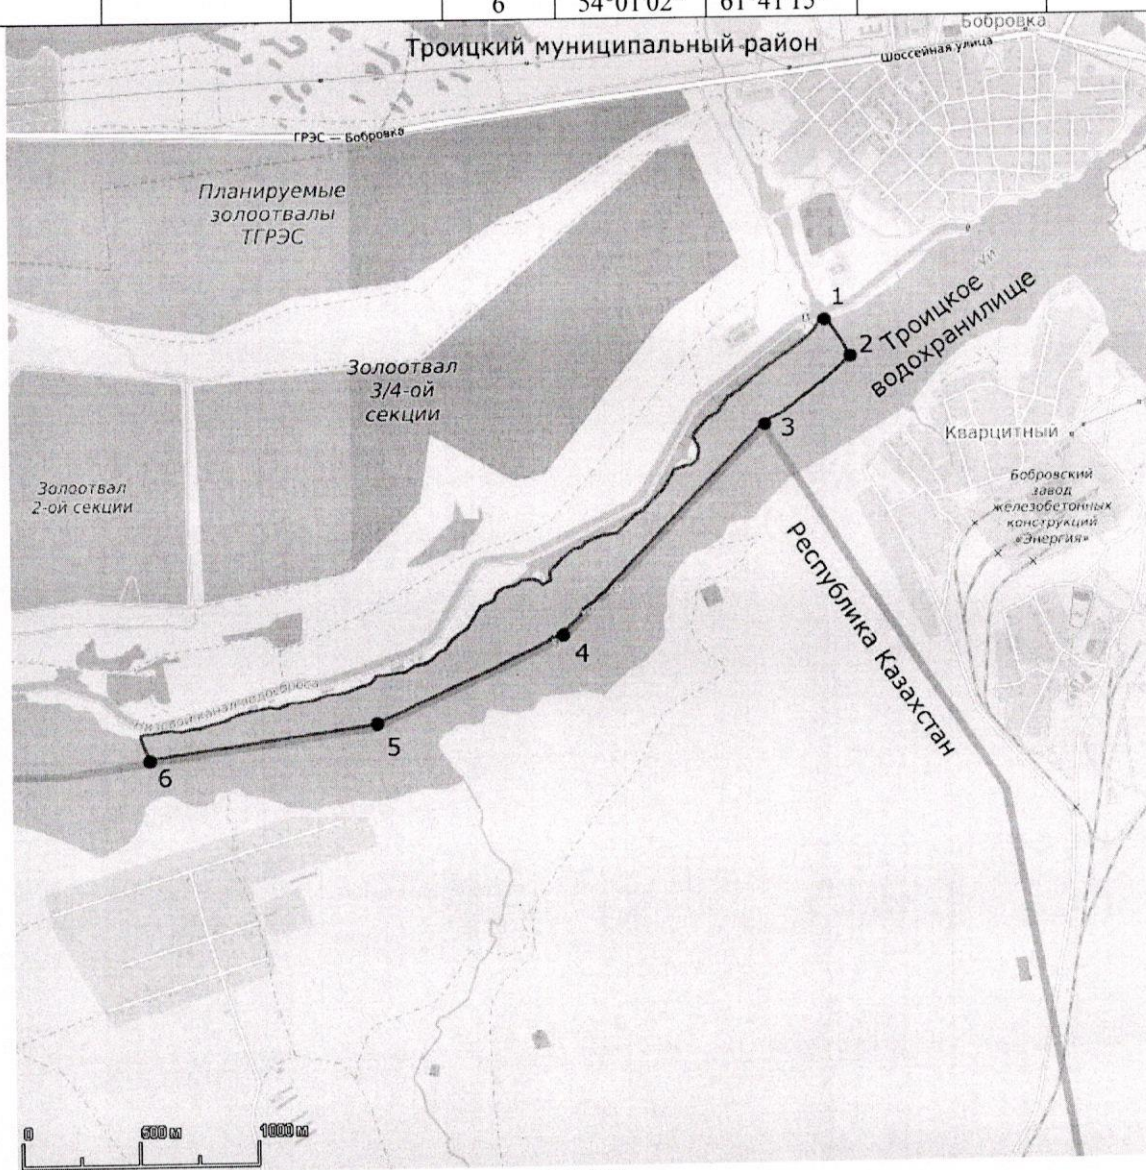 6 54°01'02" 61°41'15"
Троицкий муниципальный район
Бобровка
Шоссейная улица
ГРЭС — Бобровка
Планируемые
золоотвалы
ТГРЭС
1
2
Троицкое
водохранилище
Уй
3
Золоотвал
3/4-ой
секции
Кварцитный
Золоотвал
2-ой секции
Бобровский
завод
железобетонных
конструкций
«Энергия»
Республика Казахстан
4
5
6
0 500 м 1000 м